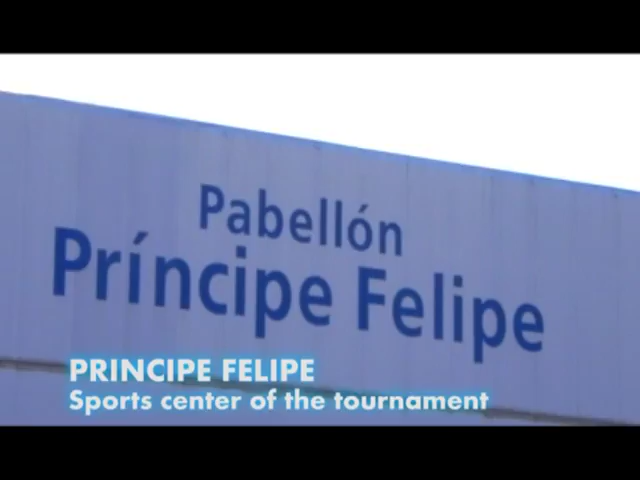 Pabellón
Príncipe Felipe
PRINCIPE FELIPE
Sports center of the tournament